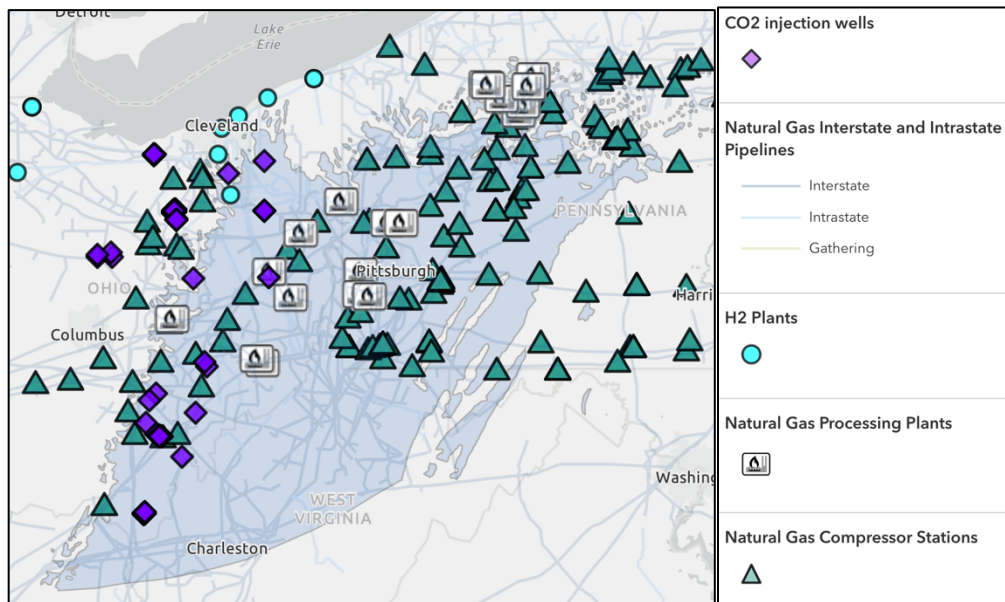 Detroit
Lake
Erie
Cleveland
PENNSYLVANIA
Pittsburgh
OHIO
Harri
Columbus
Washing
WEST
VIRGINIA
Charleston
CO2 injection wells
Natural Gas Interstate and Intrastate
Pipelines
Interstate
Intrastate
Gathering
H2 Plants
Natural Gas Processing Plants
Natural Gas Compressor Stations